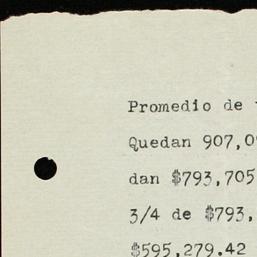 Promedio de
Quedan 907,0
dan $793,705
3/4 de $793,
$595,279.42